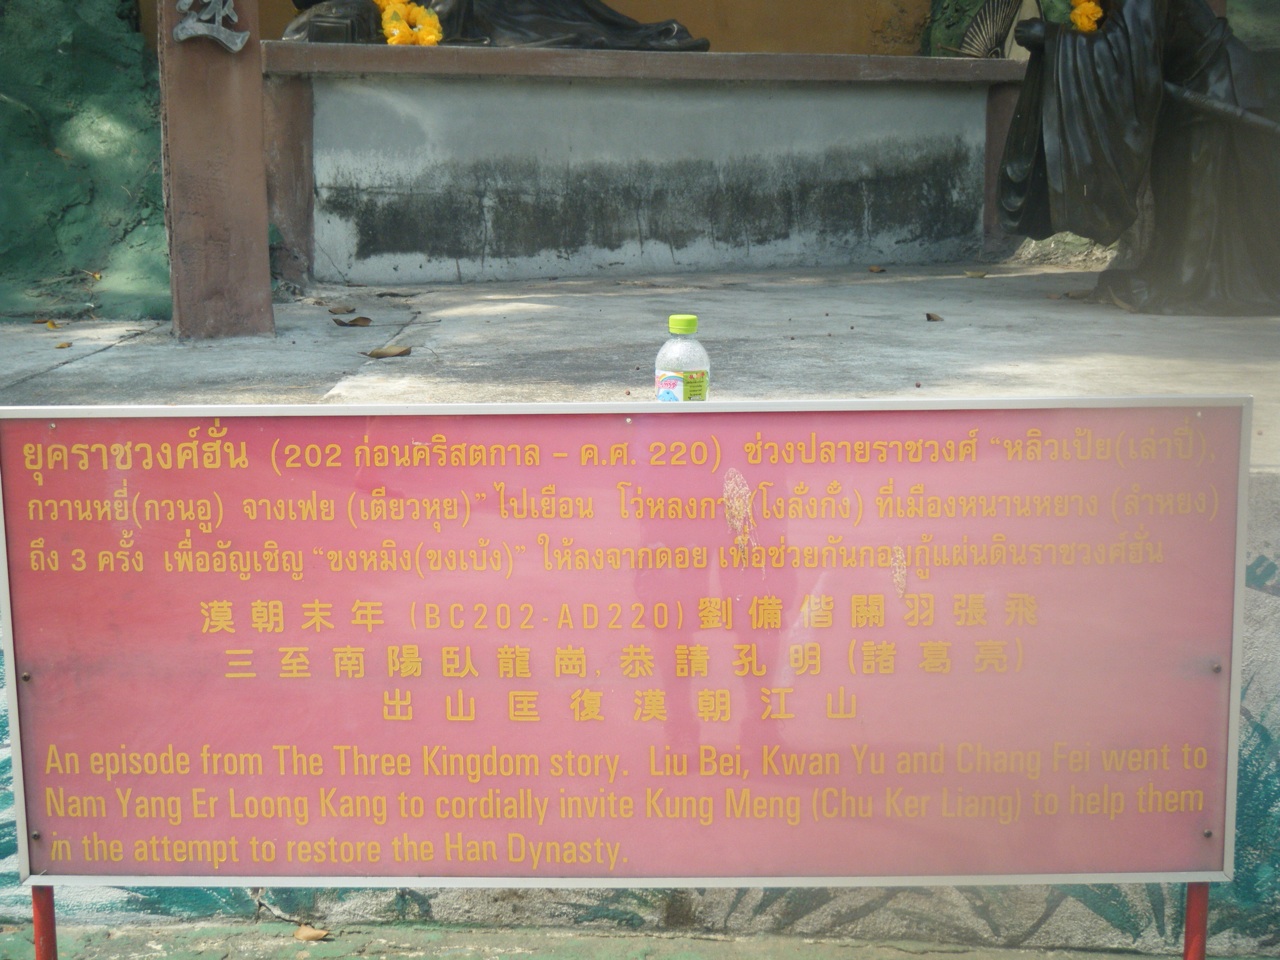 ยุคราชวงศ์ฮั่น (202 ก่อนคริสตกาล – ค.ศ. 220) ช่วงปลายราชวงศ์ “หลิวเป้ย(เล่าปี่),
กวานหยี่(กวนอู) จางเฟย (เตียวหุย)” ไปเยือน โว่หลงกา (โงลั่งกั๋ง) ที่เมืองหนานหยาง (ลำหยง)
ถึง 3 ครั้ง เพื่ออัญเชิญ “ขงหมิง(ขงเบ้ง)” ให้ลงจากดอย เพื่อช่วยกันกอบกู้แผ่นดินราชวงศ์ฮั่น
漢朝末年(BC202-AD220)劉備偕關羽張飛
三至南陽臥龍崗,恭請孔明(諸葛亮)
出山匡復漢朝江山
An episode from The Three Kingdom story. Liu Bei, Kwan Yu and Chang Fei went to
Nam Yang Er Loong Kang to cordially invite Kung Meng (Chu Ker Liang) to help them
in the attempt to restore the Han Dynasty.